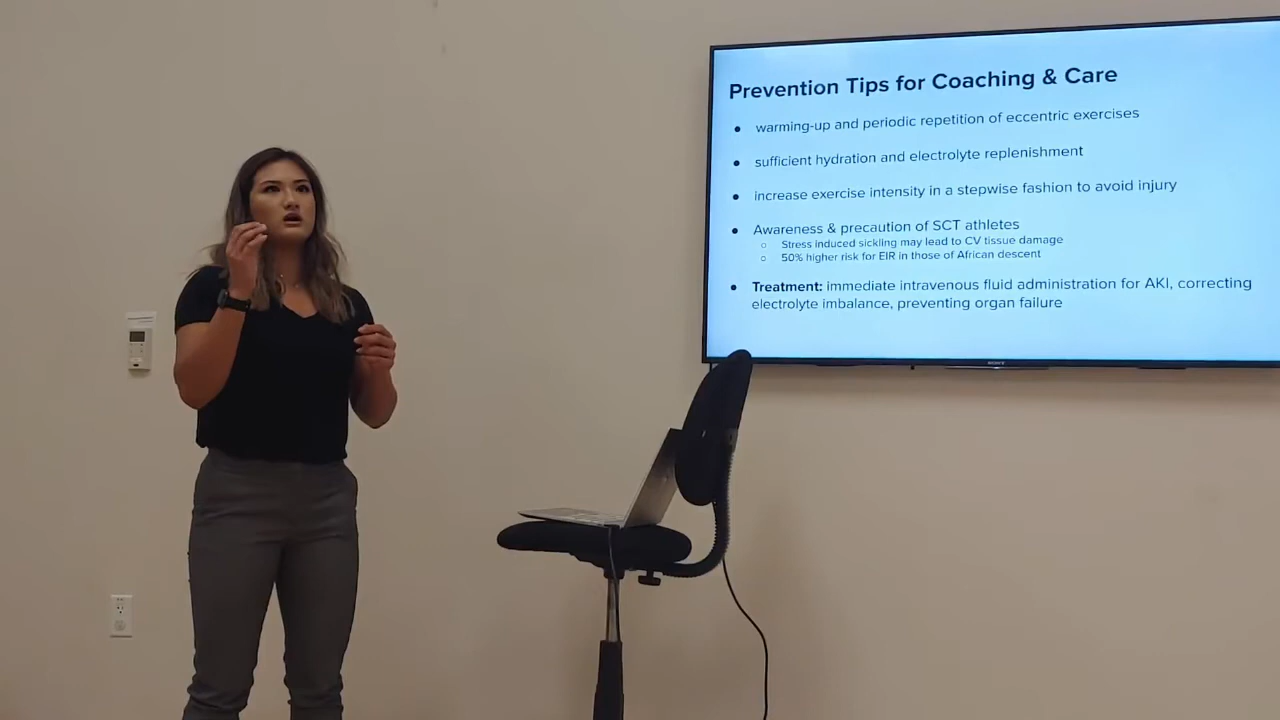 Prevention Tips for Coaching & Care
● warming-up and periodic repetition of eccentric exercises
● sufficient hydration and electrolyte replenishment
● increase exercise intensity in a stepwise fashion to avoid injury
● Awareness & precaution of SCT athletes
○ Stress induced sickling may lead to CV tissue damage
○ 50% higher risk for EIR in those of African descent
● Treatment: immediate intravenous fluid administration for AKI, correcting
electrolyte imbalance, preventing organ failure
SONY